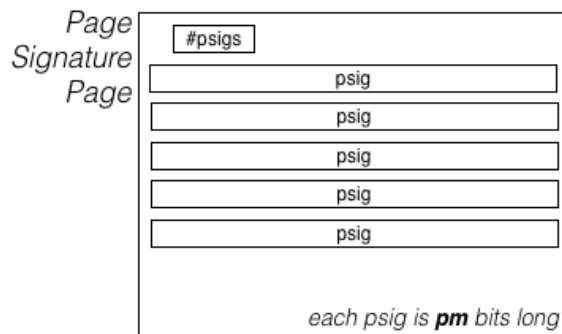 Page
Signature
Page
#psigs
psig
psig
psig
psig
psig
each psig is pm bits long